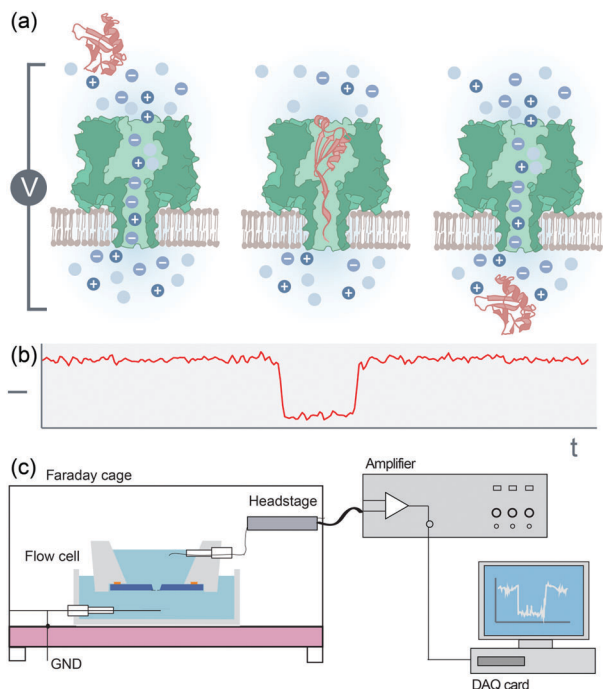 (a)
V
(b)
I
t
(c)
Faraday cage
Amplifier
Headstage
Flow cell
GND
DAQ card